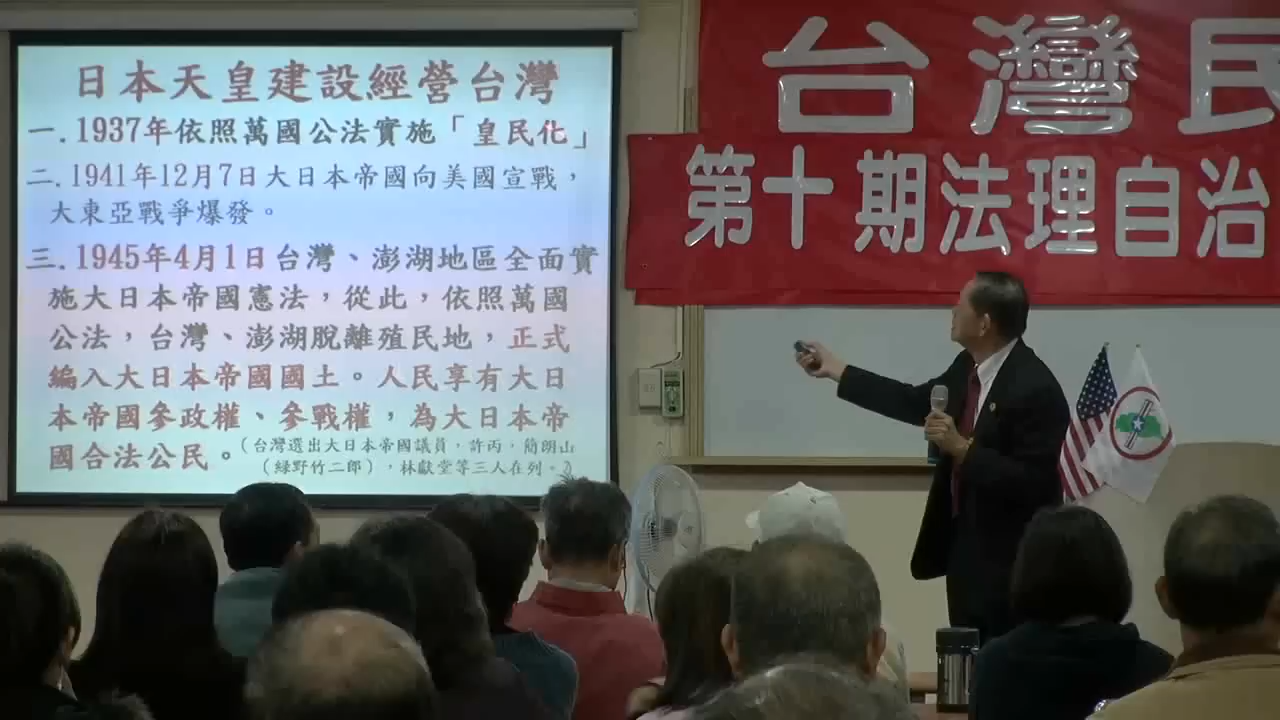 日本天皇建設經營台灣
一.1937年依照萬國公法實施「皇民化」
二.1941年12月7日大日本帝國向美國宣戰，
大東亞戰爭爆發。
三.1945年4月1日台灣、澎湖地區全面實
施大日本帝國憲法，從此，依照萬國
公法，台灣、澎湖脫離殖民地，正式
編入大日本帝國國土。人民享有大日
本帝國參政權、參戰權，為大日本帝
國合法公民。(台灣選出大日本帝國議員，許丙，簡朗山
(綠野竹二郎)，林獻堂等三人在列。)
台灣民
第十期法理自治